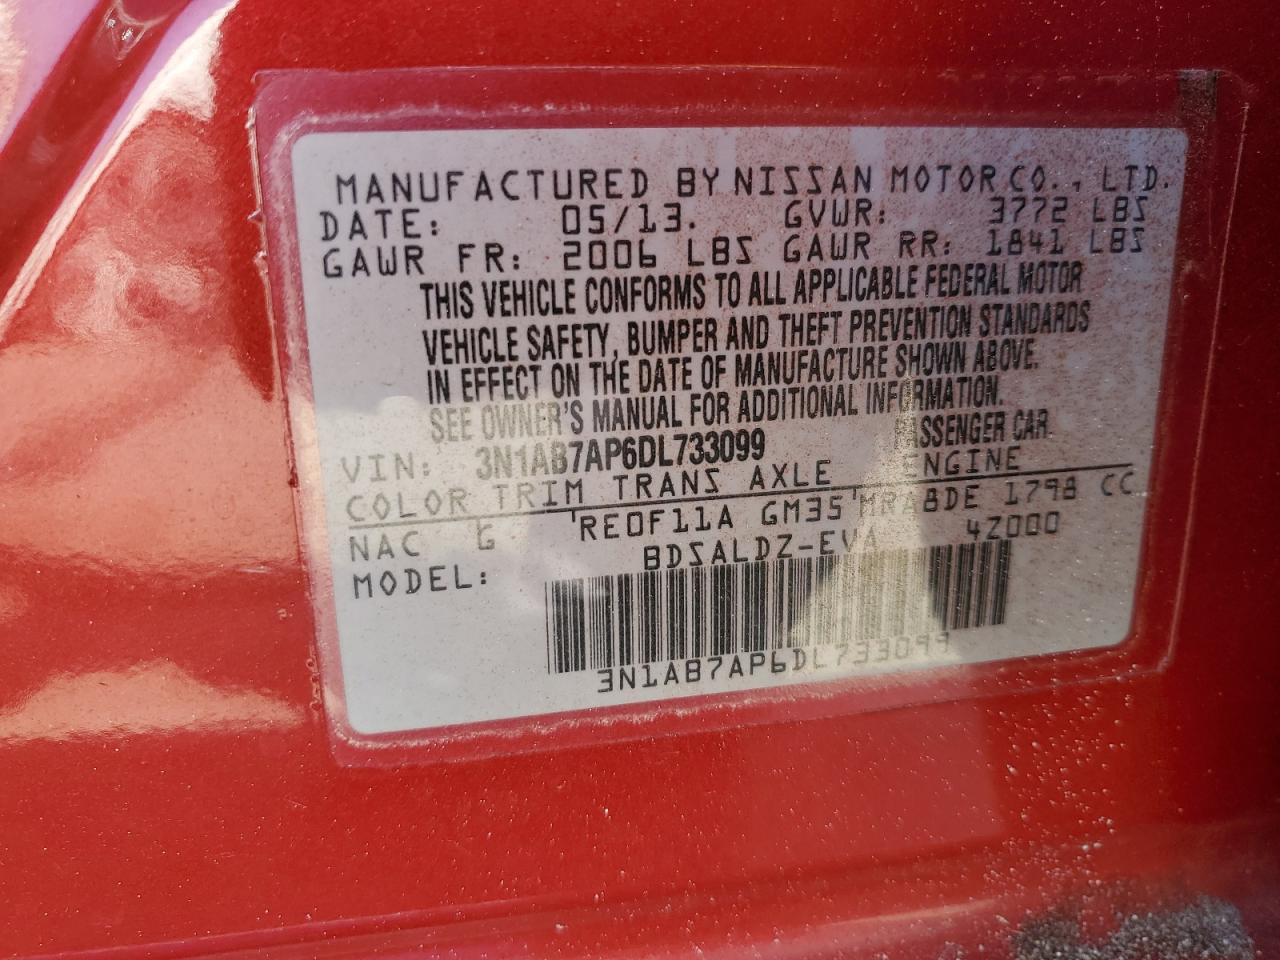 MANUFACTURED BY NISSAN MOTOR CO., LTD.
DATE: 05/13. GVWR: 3772 LBS
GAWR FR: 2006 LBS GAWR RR: 1841 LBS
THIS VEHICLE CONFORMS TO ALL APPLICABLE FEDERAL MOTOR
VEHICLE SAFETY, BUMPER AND THEFT PREVENTION STANDARDS
IN EFFECT ON THE DATE OF MANUFACTURE SHOWN ABOVE.
SEE OWNER'S MANUAL FOR ADDITIONAL INFORMATION.
VIN: 3N1AB7AP6DL733099 PASSENGER CAR
COLOR TRIM TRANS AXLE ENGINE
NAC G RE0F11A GM35 MRA8DE 1798 CC
MODEL: BDSALDZ-EVA 4Z000
3N1AB7AP6DL733099